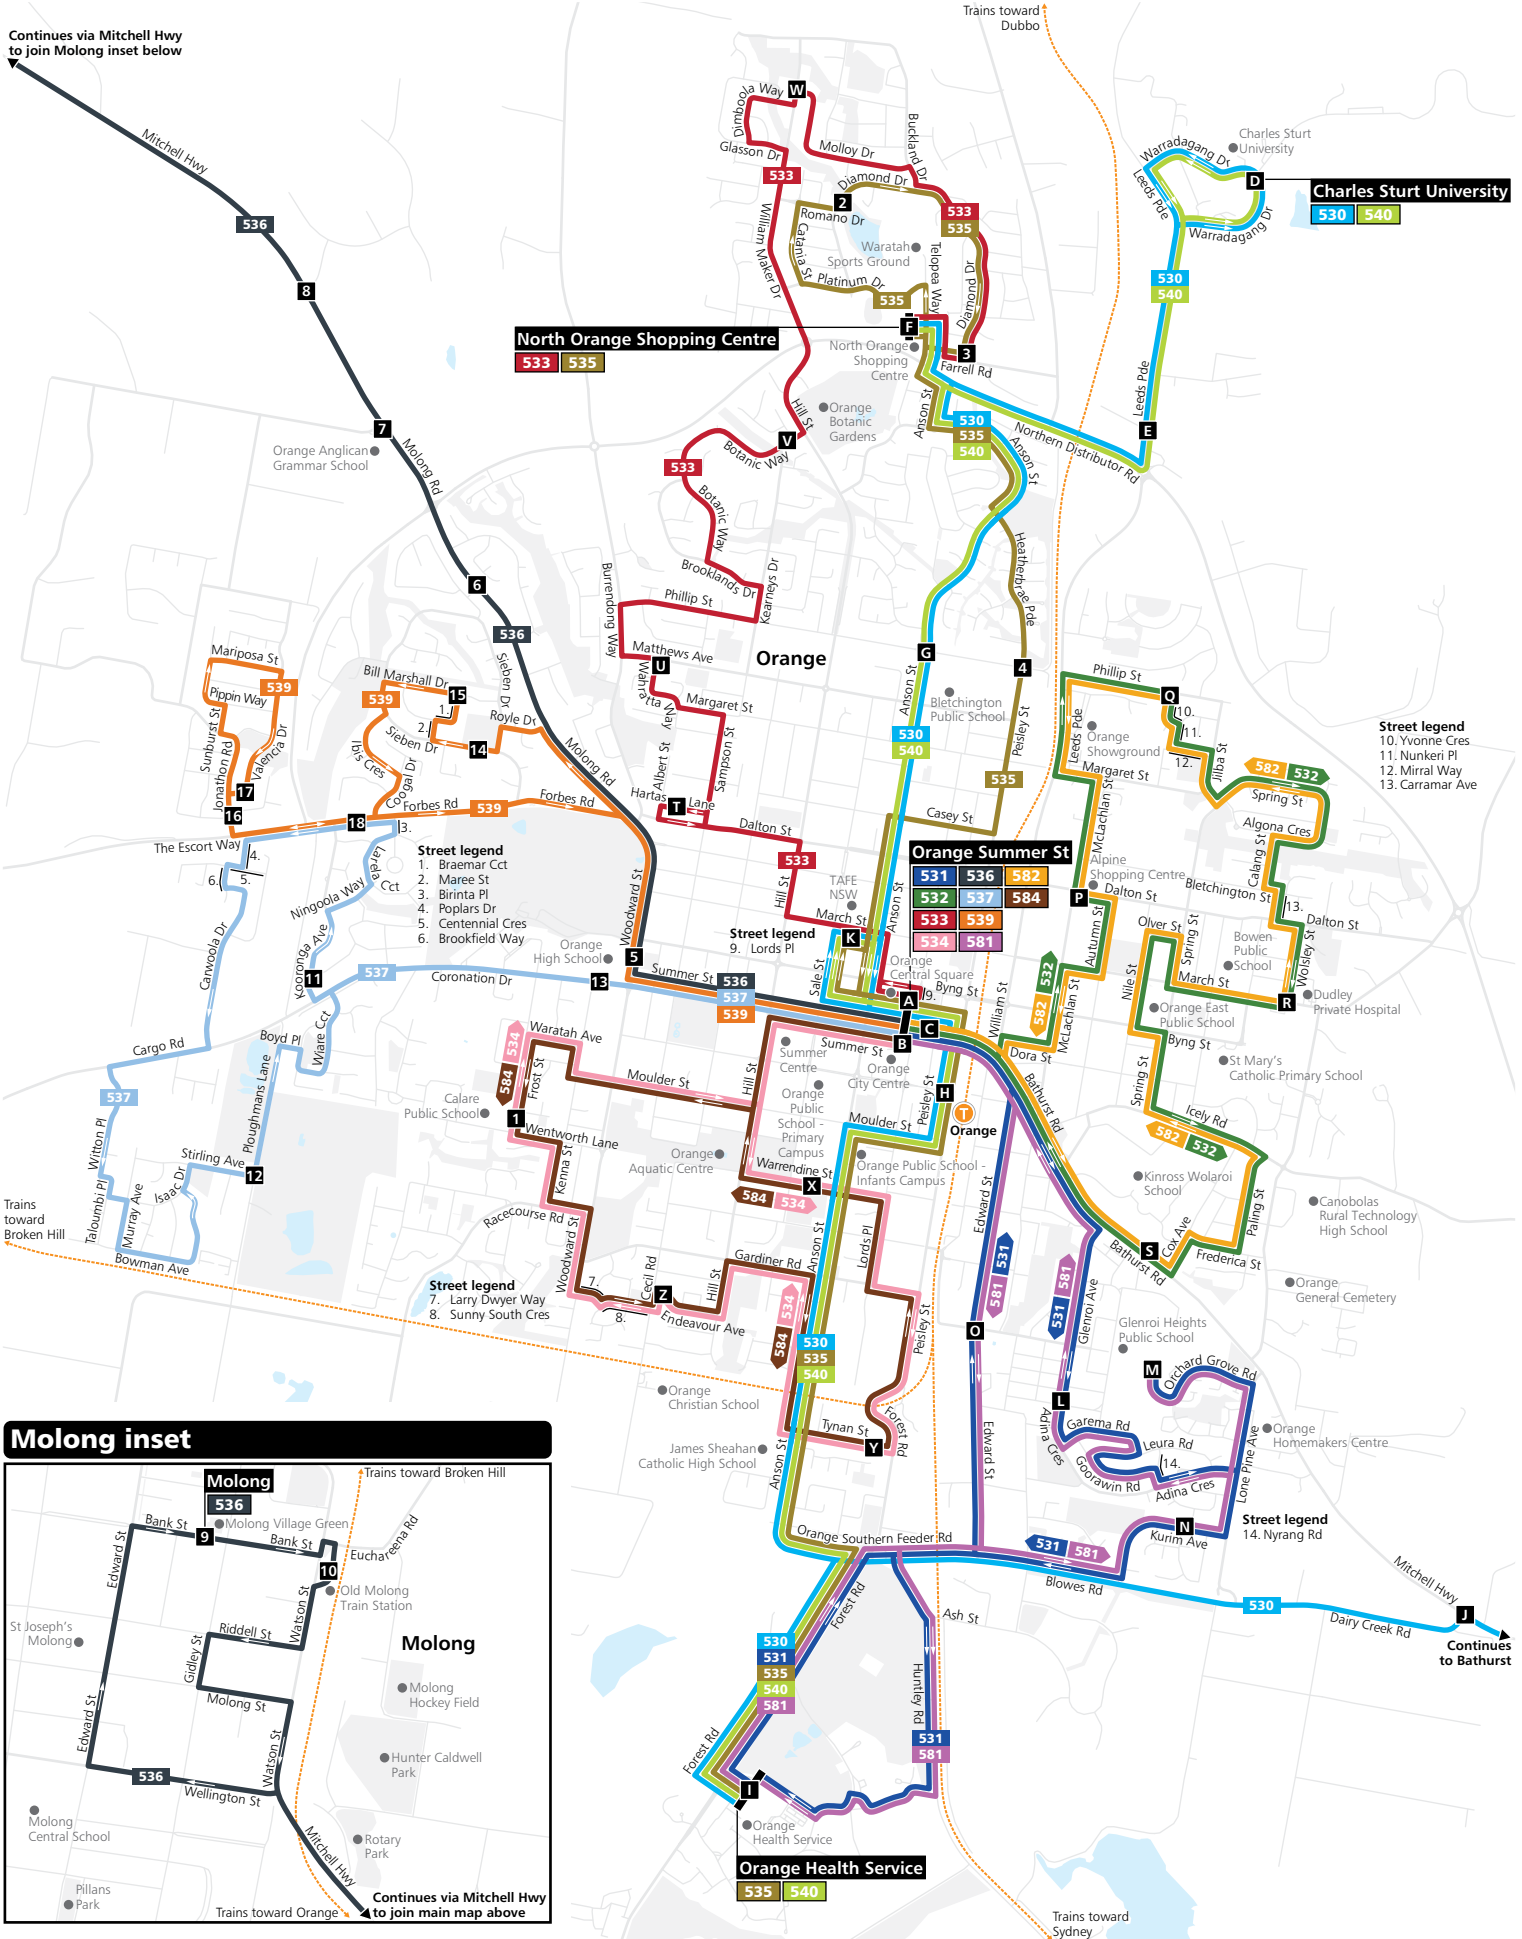 Continues via Mitchell Hwy
to join Molong inset below
Trains toward
Dubbo
Mitchell Hwy
536
8
7
Orange Anglican
Grammar School
Molong Rd
6
536
W
Dimboola Way
Glasson Dr
533
Molloy Dr
Buckland Dr
Diamond Dr
2
Romano Dr
Catania St
Waratah
Sports Ground
Platinum Dr
535
Telopea Way
Diamond Dr
533
535
William Maker Dr
North Orange Shopping Centre
533
535
F
North Orange
Shopping
Centre
3
Farrell Rd
Hill St
Orange
Botanic
Gardens
V
Botanic Way
533
Botanic Way
Brooklands Dr
Kearneys Dr
Phillip St
Burrendong Way
Matthews Ave
U
Wahratta Way
Margaret St
Sampson St
Albert St
Hartas Lane
T
Dalton St
533
Hill St
March St
Orange
Anson St
530
535
540
Anson St
Northern Distributor Rd
Heatherbrae Pde
E
Leeds Pde
530
540
Charles Sturt
University
Warradagang Dr
Leeds Pde
D
Warradagang Dr
Charles Sturt University
530
540
G
4
Anson St
Bletchington
Public School
530
540
Peisley St
535
Casey St
TAFE
NSW
Anson St
Orange Summer St
531
536
582
532
537
584
533
539
534
581
Street legend
9. Lords Pl
K
Sale St
Orange
Central Square
9.
Byng St
A
C
B
Mariposa St
539
Pippin Way
Sunburst St
Jonathon Rd
Valencia Dr
17
16
Bill Marshall Dr
15
539
1.
2.
Sieben Dr
Royle Dr
14
Sieben Dr
Ibis Cres
Coogal Dr
Molong Rd
Forbes Rd
539
Forbes Rd
18
3.
The Escort Way
4.
5.
6.
Larela Cct
Ningoola Way
Kooronga Ave
11
Street legend
1. Braemar Cct
2. Maree St
3. Birinta Pl
4. Poplars Dr
5. Centennial Cres
6. Brookfield Way
Woodward St
Orange
High School
5
Summer St
536
537
539
537
Coronation Dr
13
Canwoola Dr
Cargo Rd
537
Boyd Pl
Wiare Cct
Ploughmans Lane
Witton Pl
Stirling Ave
12
Isaac Dr
Taloumbi Pl
Murray Ave
Bowman Ave
Trains
toward
Broken Hill
534
584
Waratah Ave
Frost St
Moulder St
Calare
Public School
1
Wentworth Lane
Kenna St
Racecourse Rd
Woodward St
Street legend
7. Larry Dwyer Way
8. Sunny South Cres
7.
8.
Cecil Rd
Z
Endeavour Ave
Hill St
Gardiner Rd
Orange
Aquatic Centre
Hill St
Summer
Centre
Summer St
Orange
City Centre
Orange
Public
School -
Primary
Campus
Warrendine St
X
584
534
Moulder St
Peisley St
H
Orange Public School -
Infants Campus
T
Orange
Anson St
Lords Pl
534
584
530
535
540
Peisley St
Orange
Christian School
Tynan St
Y
Forest Rd
James Sheahan
Catholic High School
Anson St
Phillip St
Q
10.
11.
12.
Leeds Pde
Orange
Showground
Margaret St
Jilba St
582
532
Spring St
McLachlan St
Algona Cres
Calang St
Alpine
Shopping Centre
P
Dalton St
Bletchington St
13.
Dalton St
Street legend
10. Yvonne Cres
11. Nunkeri Pl
12. Mirral Way
13. Carramar Ave
Autumn St
Olver St
Spring St
Bowen
Public
School
March St
Wolsley St
R
Dudley
Private Hospital
Nile St
Orange East
Public School
532
582
McLachlan St
William St
Dora St
Byng St
St Mary's
Catholic Primary School
Spring St
Icely Rd
582
532
Bathurst Rd
Kinross Wolaroi
School
Canobolas
Rural Technology
High School
Paling St
S
Cox Ave
Bathurst Rd
Frederica St
Orange
General Cemetery
Edward St
531
581
O
Edward St
581
531
Glenroi Ave
Glenroi Heights
Public School
M
Orchard Grove Rd
L
Adina Cres
Garema Rd
Leura Rd
14.
Goorawin Rd
Adina Cres
Lone Pine Ave
Orange
Homemakers Centre
N
Kurim Ave
Street legend
14. Nyrang Rd
Orange Southern Feeder Rd
531
581
Blowes Rd
530
Dairy Creek Rd
Mitchell Hwy
J
Continues
to Bathurst
Forest Rd
Ash St
Huntley Rd
530
531
535
540
581
531
581
Forest Rd
I
Orange
Health Service
Orange Health Service
535
540
Trains toward
Sydney
Molong inset
Molong
536
Trains toward Broken Hill
Bank St
9
Molong Village Green
Bank St
Euchareena Rd
10
Old Molong
Train Station
Edward St
Watson St
St Joseph's
Molong
Riddell St
Gidley St
Molong
Molong St
Molong
Hockey Field
Edward St
Watson St
536
Wellington St
Hunter Caldwell
Park
Molong
Central School
Mitchell Hwy
Rotary
Park
Pillans
Park
Continues via Mitchell Hwy
to join main map above
Trains toward Orange